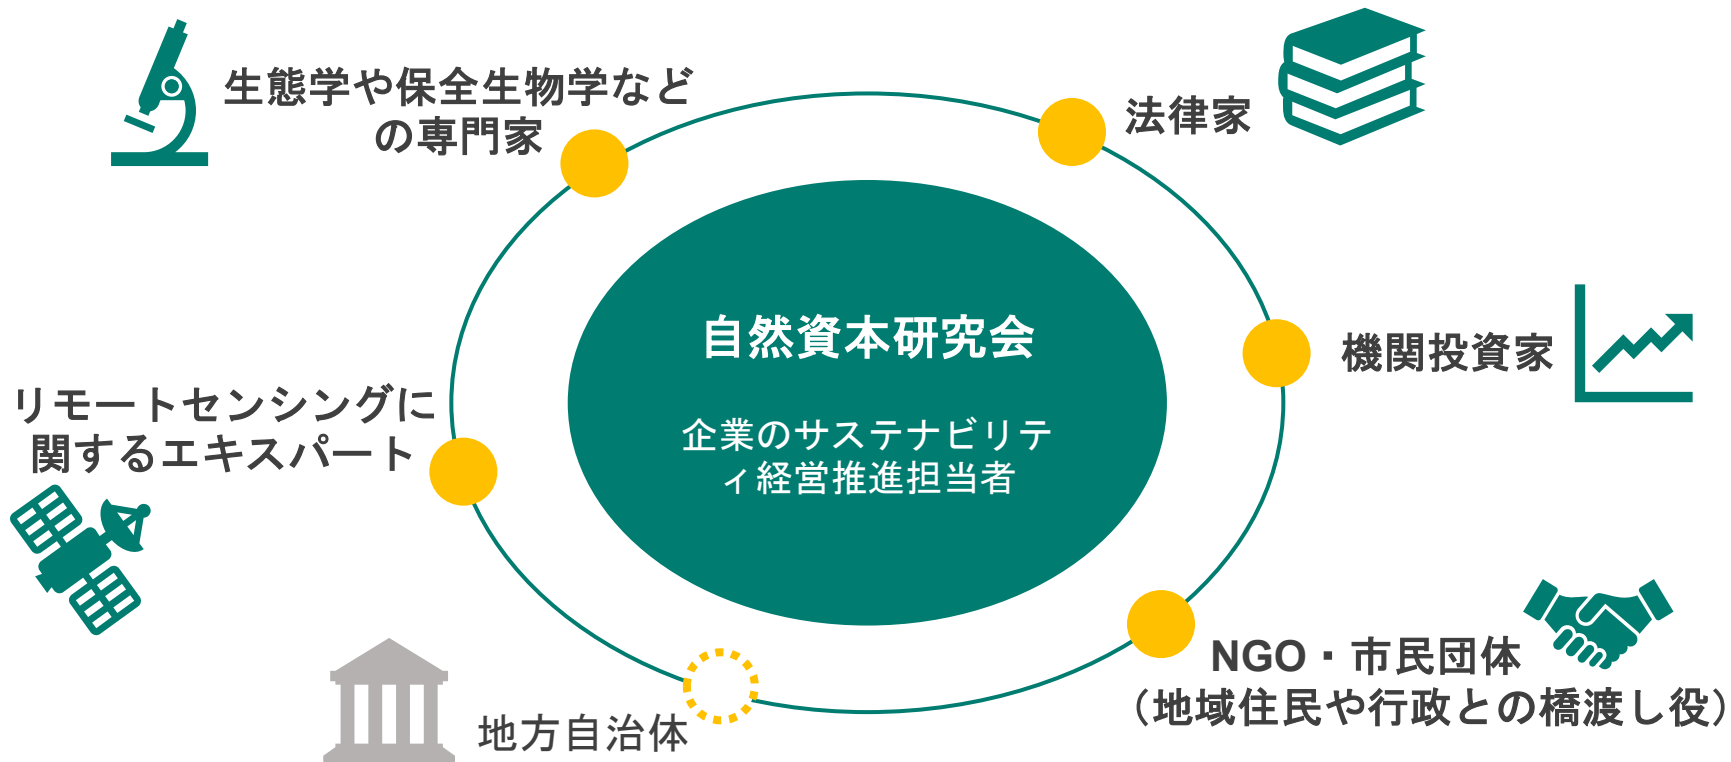 生態学や保全生物学など
の専門家
法律家
機関投資家
自然資本研究会
企業のサステナビリテ
ィ経営推進担当者
リモートセンシングに
関するエキスパート
NGO・市民団体
（地域住民や行政との橋渡し役）
地方自治体